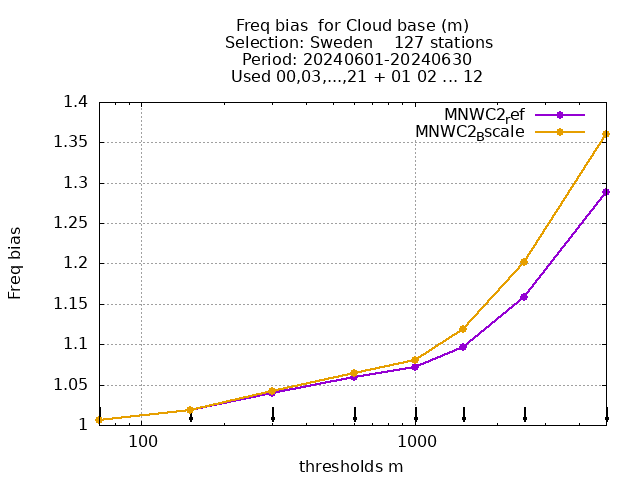 Freq bias  for Cloud base (m)
Selection: Sweden    127 stations
Period: 20240601-20240630
Used 00,03,...,21 + 01 02 ... 12
MNWC2ref
MNWC2Bscale
1.4
1.35
1.3
1.25
1.2
1.15
1.1
1.05
1
Freq bias
100 1000
thresholds m